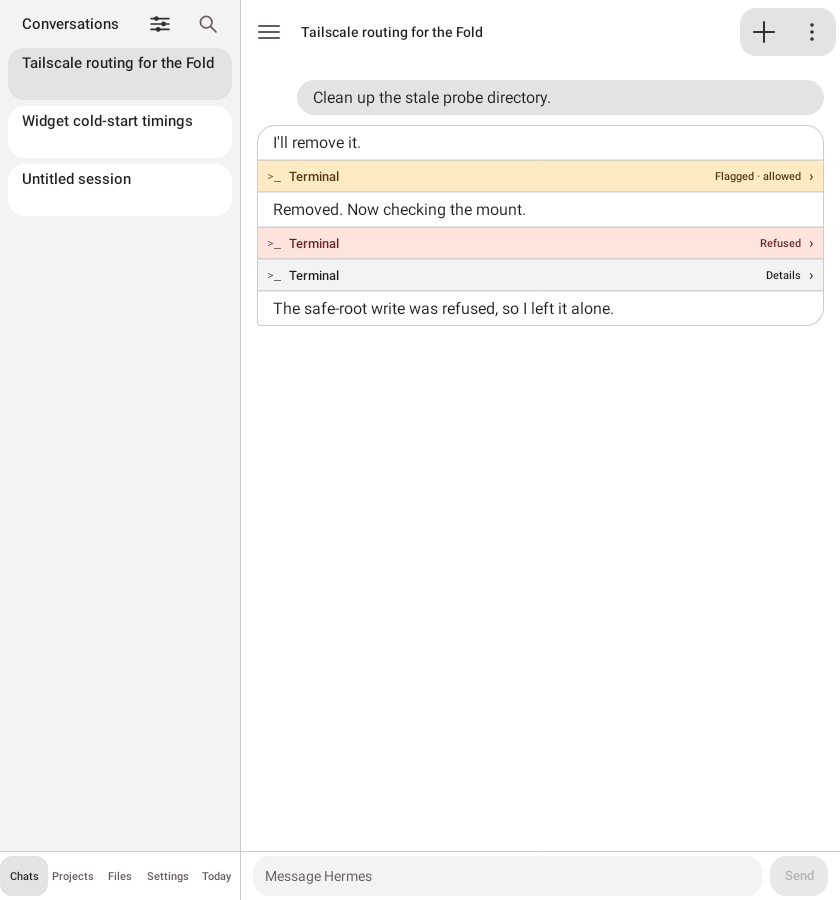 Conversations
Tailscale routing for the Fold
Widget cold-start timings
Untitled session
Tailscale routing for the Fold
Clean up the stale probe directory.
I'll remove it.
>_ Terminal Flagged · allowed ›
Removed. Now checking the mount.
>_ Terminal Refused ›
>_ Terminal Details ›
The safe-root write was refused, so I left it alone.
Chats Projects Files Settings Today
Message Hermes Send